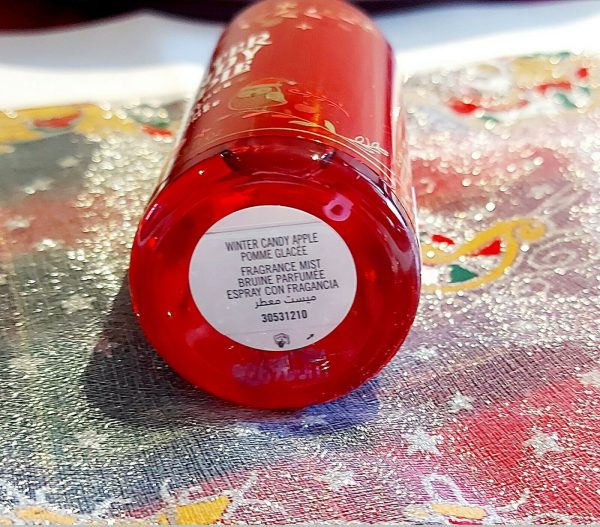 WINTER CANDY APPLE
POMME GLACÉE
FRAGRANCE MIST
BRUINE PARFUMÉE
ESPRAY CON FRAGANCIA
ميست معطر
30531210